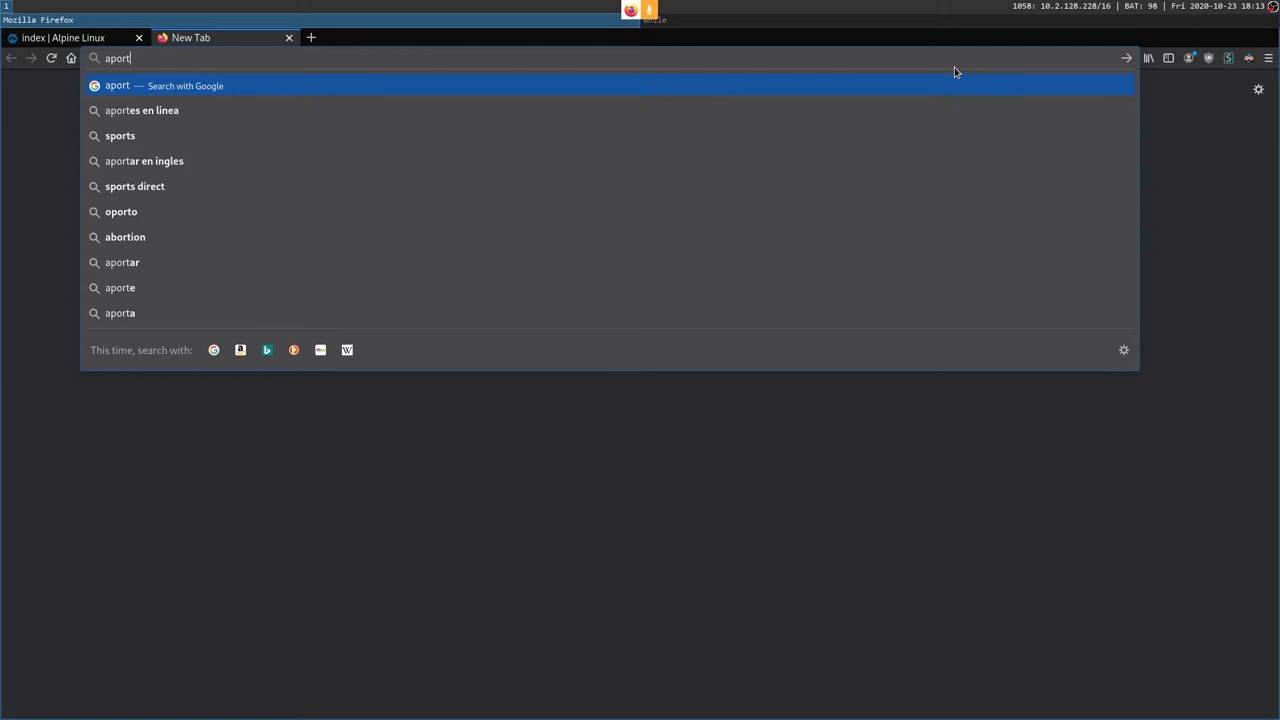 1
1058: 10.2.128.228/16 | BAT: 98 | Fri 2020-10-23 18:13
Mozilla Firefox
index | Alpine Linux
New Tab
aport
aport — Search with Google
aportes en linea
sports
aportar en ingles
sports direct
oporto
abortion
aportar
aporte
aporta
This time, search with: